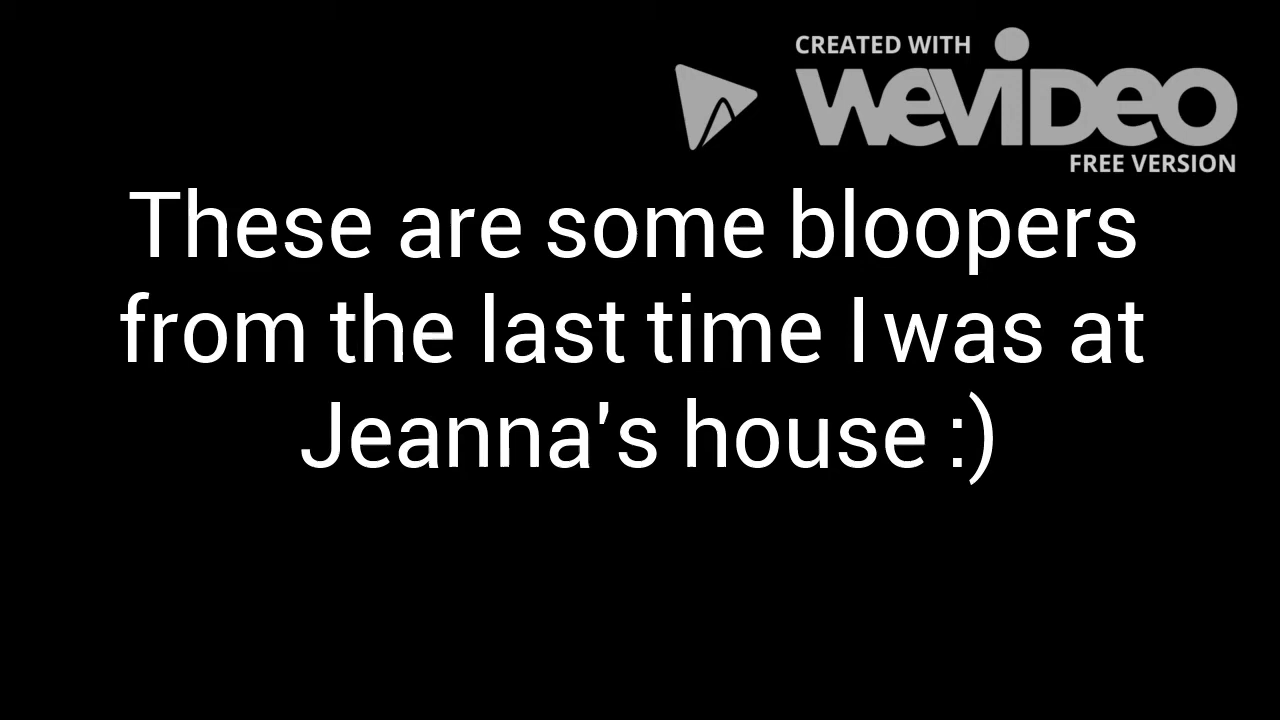 CREATED WITH
WEVIDEO
FREE VERSION
These are some bloopers
from the last time I was at
Jeanna's house :)